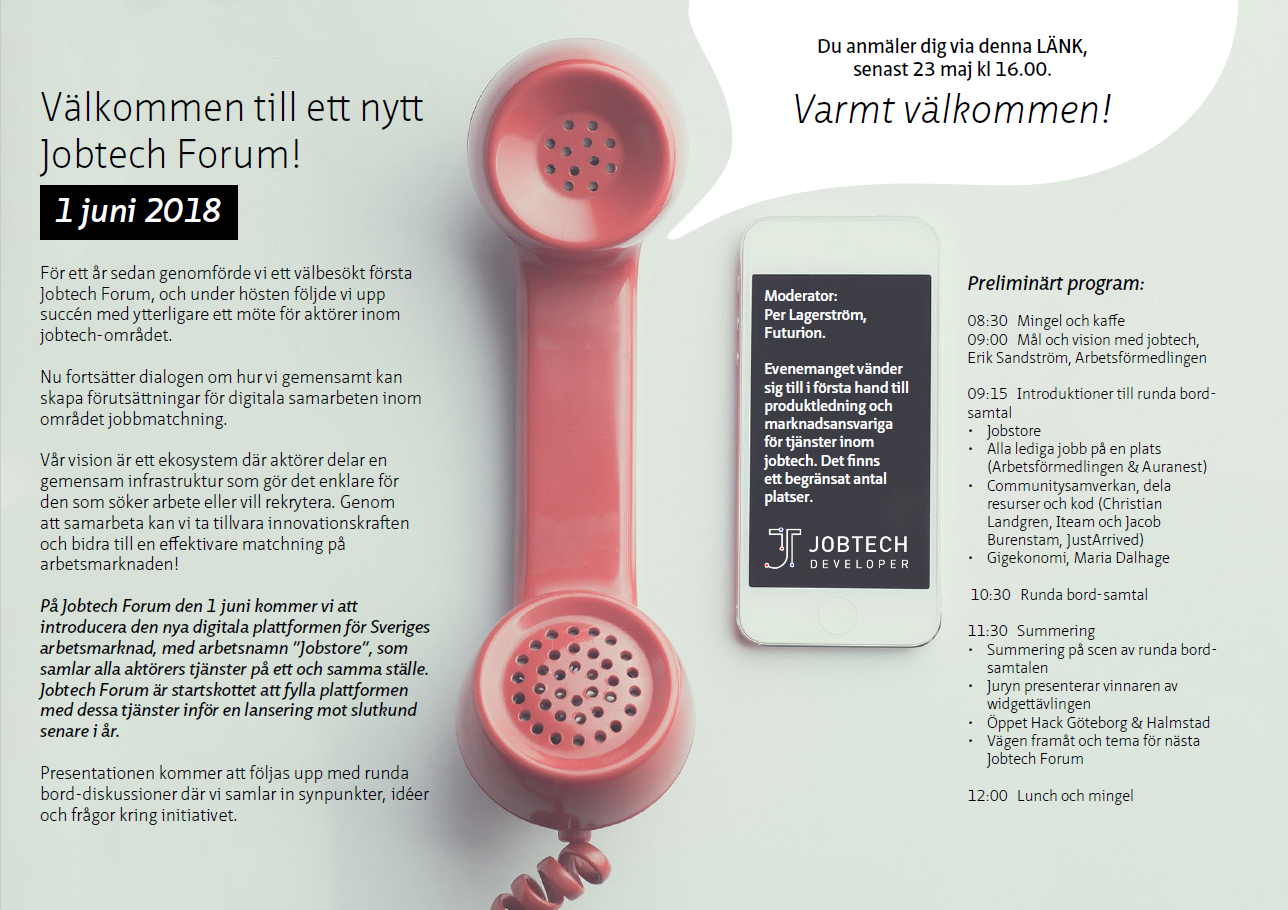 Välkommen till ett nytt
Jobtech Forum!
1 juni 2018
För ett år sedan genomförde vi ett välbesökt första
Jobtech Forum, och under hösten följde vi upp
succén med ytterligare ett möte för aktörer inom
jobtech-området.
Nu fortsätter dialogen om hur vi gemensamt kan
skapa förutsättningar för digitala samarbeten inom
området jobbmatchning.
Vår vision är ett ekosystem där aktörer delar en
gemensam infrastruktur som gör det enklare för
den som söker arbete eller vill rekrytera. Genom
att samarbeta kan vi ta tillvara innovationskraften
och bidra till en effektivare matchning på
arbetsmarknaden!
På Jobtech Forum den 1 juni kommer vi att
introducera den nya digitala plattformen för Sveriges
arbetsmarknad, med arbetsnamn ”Jobstore”, som
samlar alla aktörers tjänster på ett och samma ställe.
Jobtech Forum är startskottet att fylla plattformen
med dessa tjänster inför en lansering mot slutkund
senare i år.
Presentationen kommer att följas upp med runda
bord-diskussioner där vi samlar in synpunkter, idéer
och frågor kring initiativet.
Du anmäler dig via denna LÄNK,
senast 23 maj kl 16.00.
Varmt välkommen!
Moderator:
Per Lagerström,
Futurion.
Evenemanget vänder
sig till i första hand till
produktledning och
marknadsansvariga
för tjänster inom
jobtech. Det finns
ett begränsat antal
platser.
JOBTECH
DEVELOPER
Preliminärt program:
08:30 Mingel och kaffe
09:00 Mål och vision med jobtech,
Erik Sandström, Arbetsförmedlingen
09:15 Introduktioner till runda bord-
samtal
• Jobstore
• Alla lediga jobb på en plats
(Arbetsförmedlingen & Auranest)
• Communitysamverkan, dela
resurser och kod (Christian
Landgren, Iteam och Jacob
Burenstam, JustArrived)
• Gigekonomi, Maria Dalhage
10:30 Runda bord-samtal
11:30 Summering
• Summering på scen av runda bord-
samtalen
• Juryn presenterar vinnaren av
widgettävlingen
• Öppet Hack Göteborg & Halmstad
• Vägen framåt och tema för nästa
Jobtech Forum
12:00 Lunch och mingel